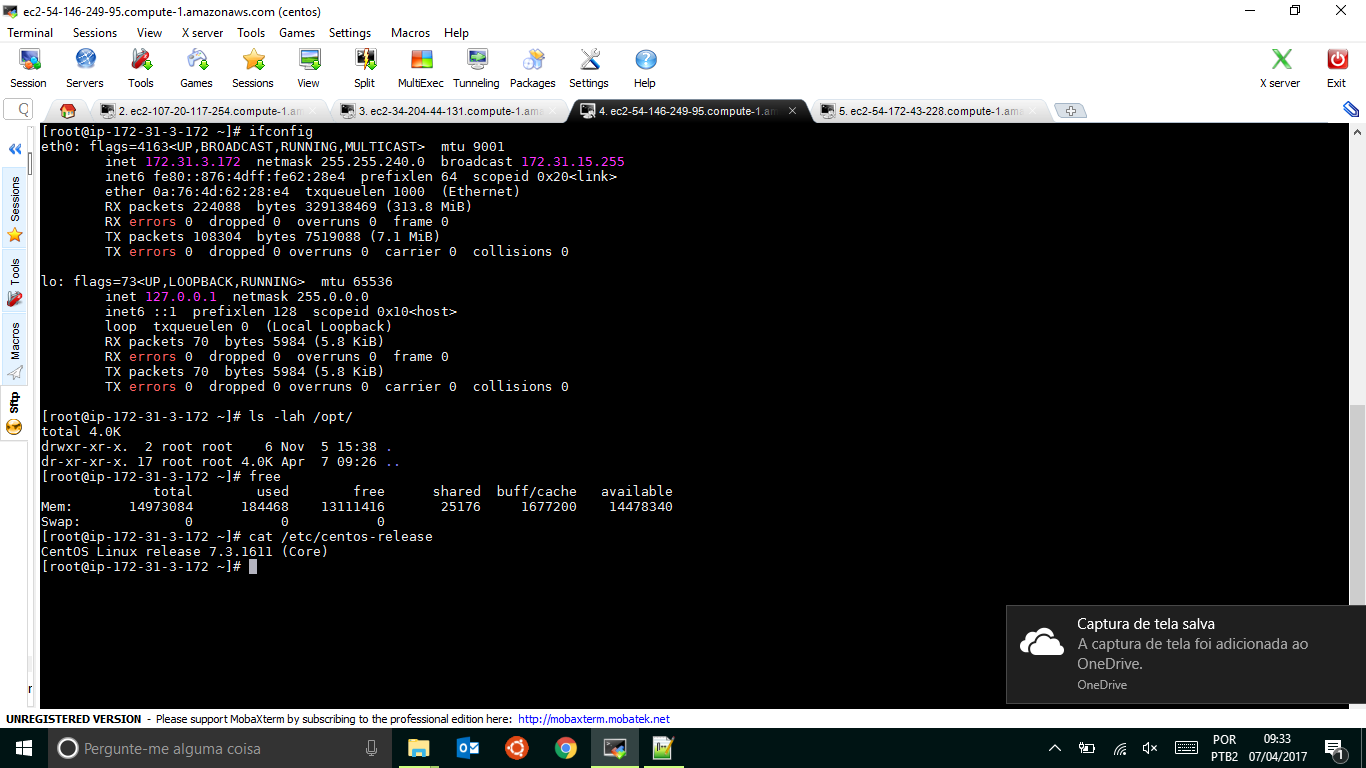 ec2-54-146-249-95.compute-1.amazonaws.com (centos)
Terminal Sessions View X server Tools Games Settings Macros Help
Session Servers Tools Games Sessions View Split MultiExec Tunneling Packages Settings Help X server Exit
2. ec2-107-20-117-254.compute-1.am 3. ec2-34-204-44-131.compute-1.ama 4. ec2-54-146-249-95.compute-1.am 5. ec2-54-172-43-228.compute-1.ama
Sessions
Tools
Macros
Sftp
[root@ip-172-31-3-172 ~]# ifconfig
eth0: flags=4163<UP,BROADCAST,RUNNING,MULTICAST>  mtu 9001
        inet 172.31.3.172  netmask 255.255.240.0  broadcast 172.31.15.255
        inet6 fe80::876:4dff:fe62:28e4  prefixlen 64  scopeid 0x20<link>
        ether 0a:76:4d:62:28:e4  txqueuelen 1000  (Ethernet)
        RX packets 224088  bytes 329138469 (313.8 MiB)
        RX errors 0  dropped 0  overruns 0  frame 0
        TX packets 108304  bytes 7519088 (7.1 MiB)
        TX errors 0  dropped 0 overruns 0  carrier 0  collisions 0
lo: flags=73<UP,LOOPBACK,RUNNING>  mtu 65536
        inet 127.0.0.1  netmask 255.0.0.0
        inet6 ::1  prefixlen 128  scopeid 0x10<host>
        loop  txqueuelen 0  (Local Loopback)
        RX packets 70  bytes 5984 (5.8 KiB)
        RX errors 0  dropped 0  overruns 0  frame 0
        TX packets 70  bytes 5984 (5.8 KiB)
        TX errors 0  dropped 0 overruns 0  carrier 0  collisions 0
[root@ip-172-31-3-172 ~]# ls -lah /opt/
total 4.0K
drwxr-xr-x.  2 root root    6 Nov  5 15:38 .
dr-xr-xr-x. 17 root root 4.0K Apr  7 09:26 ..
[root@ip-172-31-3-172 ~]# free
              total        used        free      shared  buff/cache   available
Mem:       14973084      184468    13111416       25176     1677200    14478340
Swap:             0           0           0
[root@ip-172-31-3-172 ~]# cat /etc/centos-release
CentOS Linux release 7.3.1611 (Core)
[root@ip-172-31-3-172 ~]#
Captura de tela salva
A captura de tela foi adicionada ao
OneDrive.
OneDrive
UNREGISTERED VERSION - Please support MobaXterm by subscribing to the professional edition here: http://mobaxterm.mobatek.net
Pergunte-me alguma coisa
POR
PTB2
09:33
07/04/2017
1